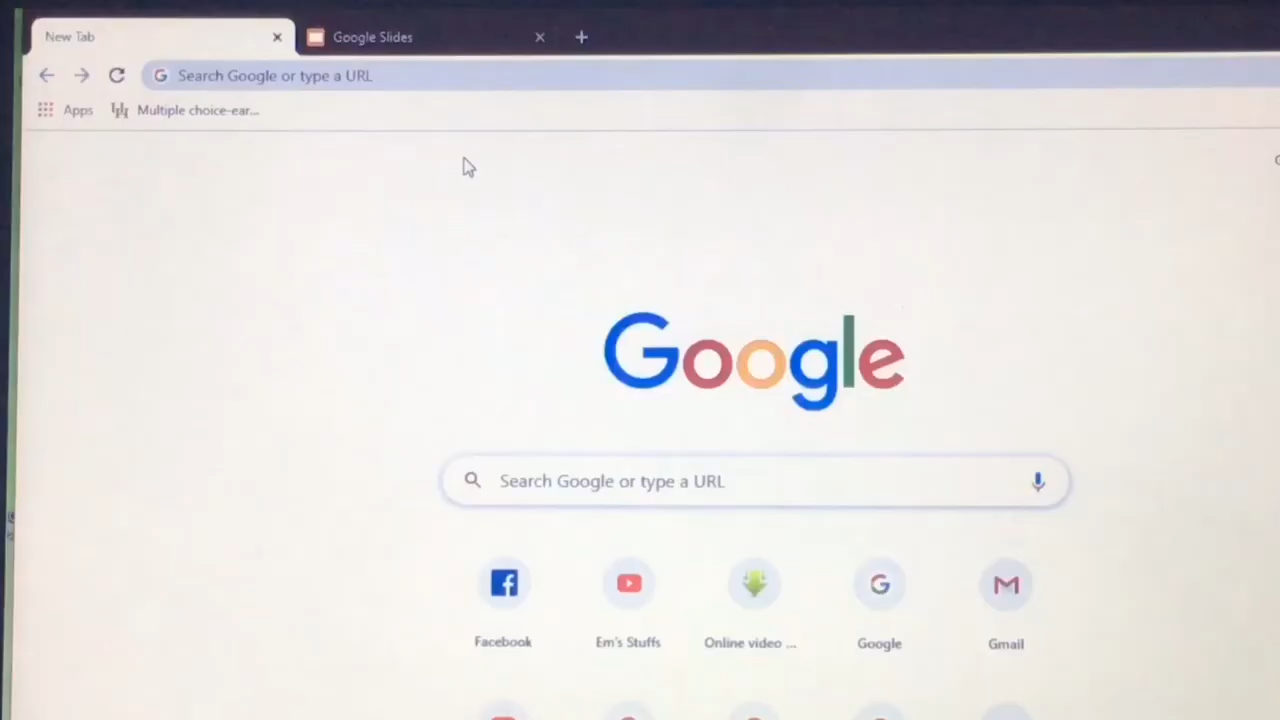 New Tab
Google Slides
Search Google or type a URL
Apps
Multiple choice-ear...
Google
Search Google or type a URL
Facebook
Em's Stuffs
Online video ...
Google
Gmail